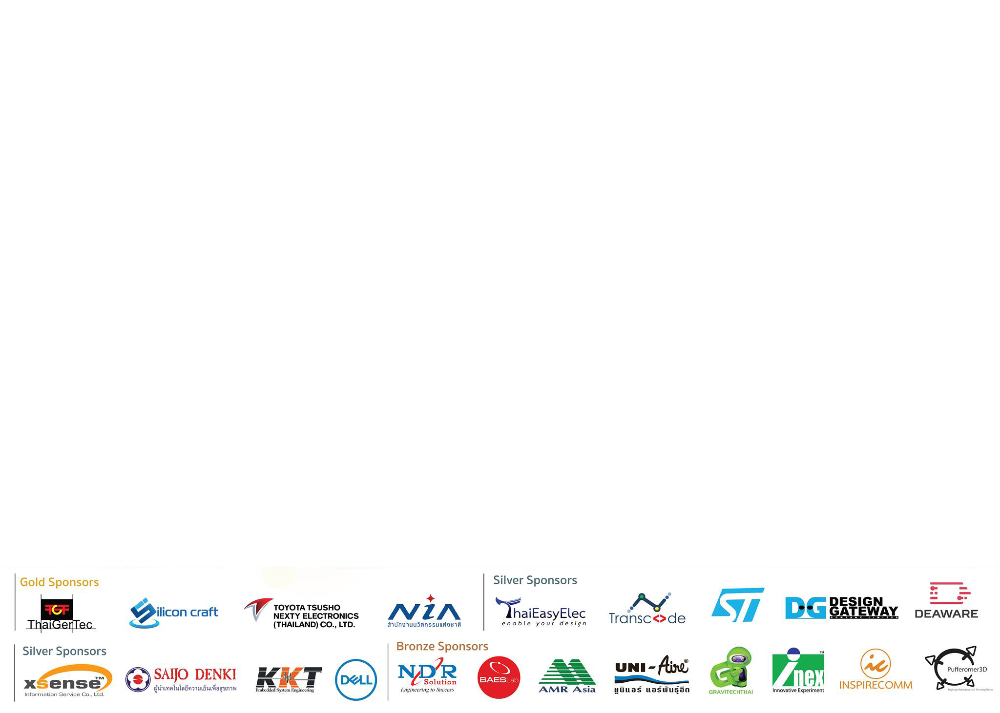 Gold Sponsors
TGT
ThaiGerTec
Silicon craft
TOYOTA TSUSHO
NEXTY ELECTRONICS
(THAILAND) CO., LTD.
NiA
สำนักงานนวัตกรรมแห่งชาติ
Silver Sponsors
ThaiEasyElec
enable your design
Transc<>de
ST
DG
DESIGN
GATEWAY
COMPANY LIMITED
DEAWARE
Silver Sponsors
xsense™
Information Service Co., Ltd.
S
SAIJO DENKI
ผู้นำเทคโนโลยีความเย็นเพื่อสุขภาพ
KKT
Embedded System Engineering
DELL
Bronze Sponsors
NDR
Solution
Engineering to Success
BAESLab
AMR Asia
UNI-Aire®
ยูนิแอร์ แอร์พันธุ์อึด
G
GRAVITECHTHAI
inex™
Innovative Experiment
ic
INSPIRECOMM
Pufferomer3D
High performance 3D Printing Resin